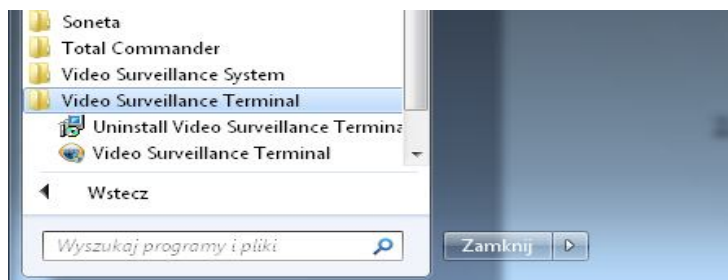 Soneta
Total Commander
Video Surveillance System
Video Surveillance Terminal
Uninstall Video Surveillance Termina
Video Surveillance Terminal
Wstecz
Wyszukaj programy i pliki
Zamknij